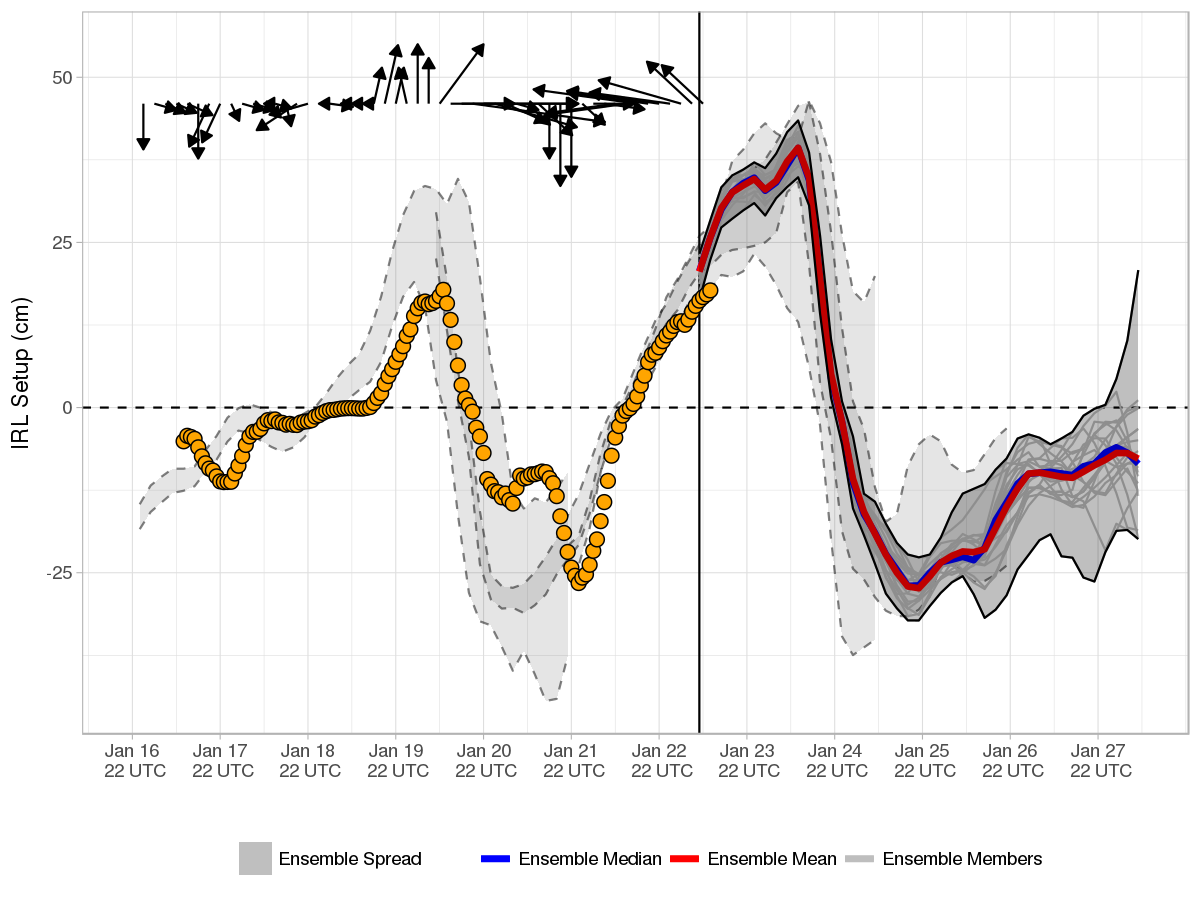 IRL Setup (cm)
50
25
0
-25
Jan 16 Jan 17 Jan 18 Jan 19 Jan 20 Jan 21 Jan 22 Jan 23 Jan 24 Jan 25 Jan 26 Jan 27
22 UTC 22 UTC 22 UTC 22 UTC 22 UTC 22 UTC 22 UTC 22 UTC 22 UTC 22 UTC 22 UTC 22 UTC
Ensemble Spread Ensemble Median Ensemble Mean Ensemble Members